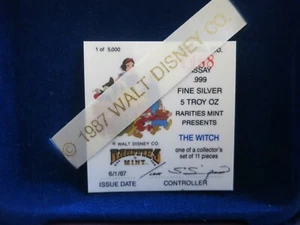 1 of 5,000
ASSAY
.999
FINE SILVER
5 TROY OZ
RARITIES MINT
PRESENTS
THE WITCH
one of a collector's
set of 11 pieces
© 1987 WALT DISNEY CO.
© WALT DISNEY CO
RARITIES
MINT
6/1/87
ISSUE DATE
CONTROLLER